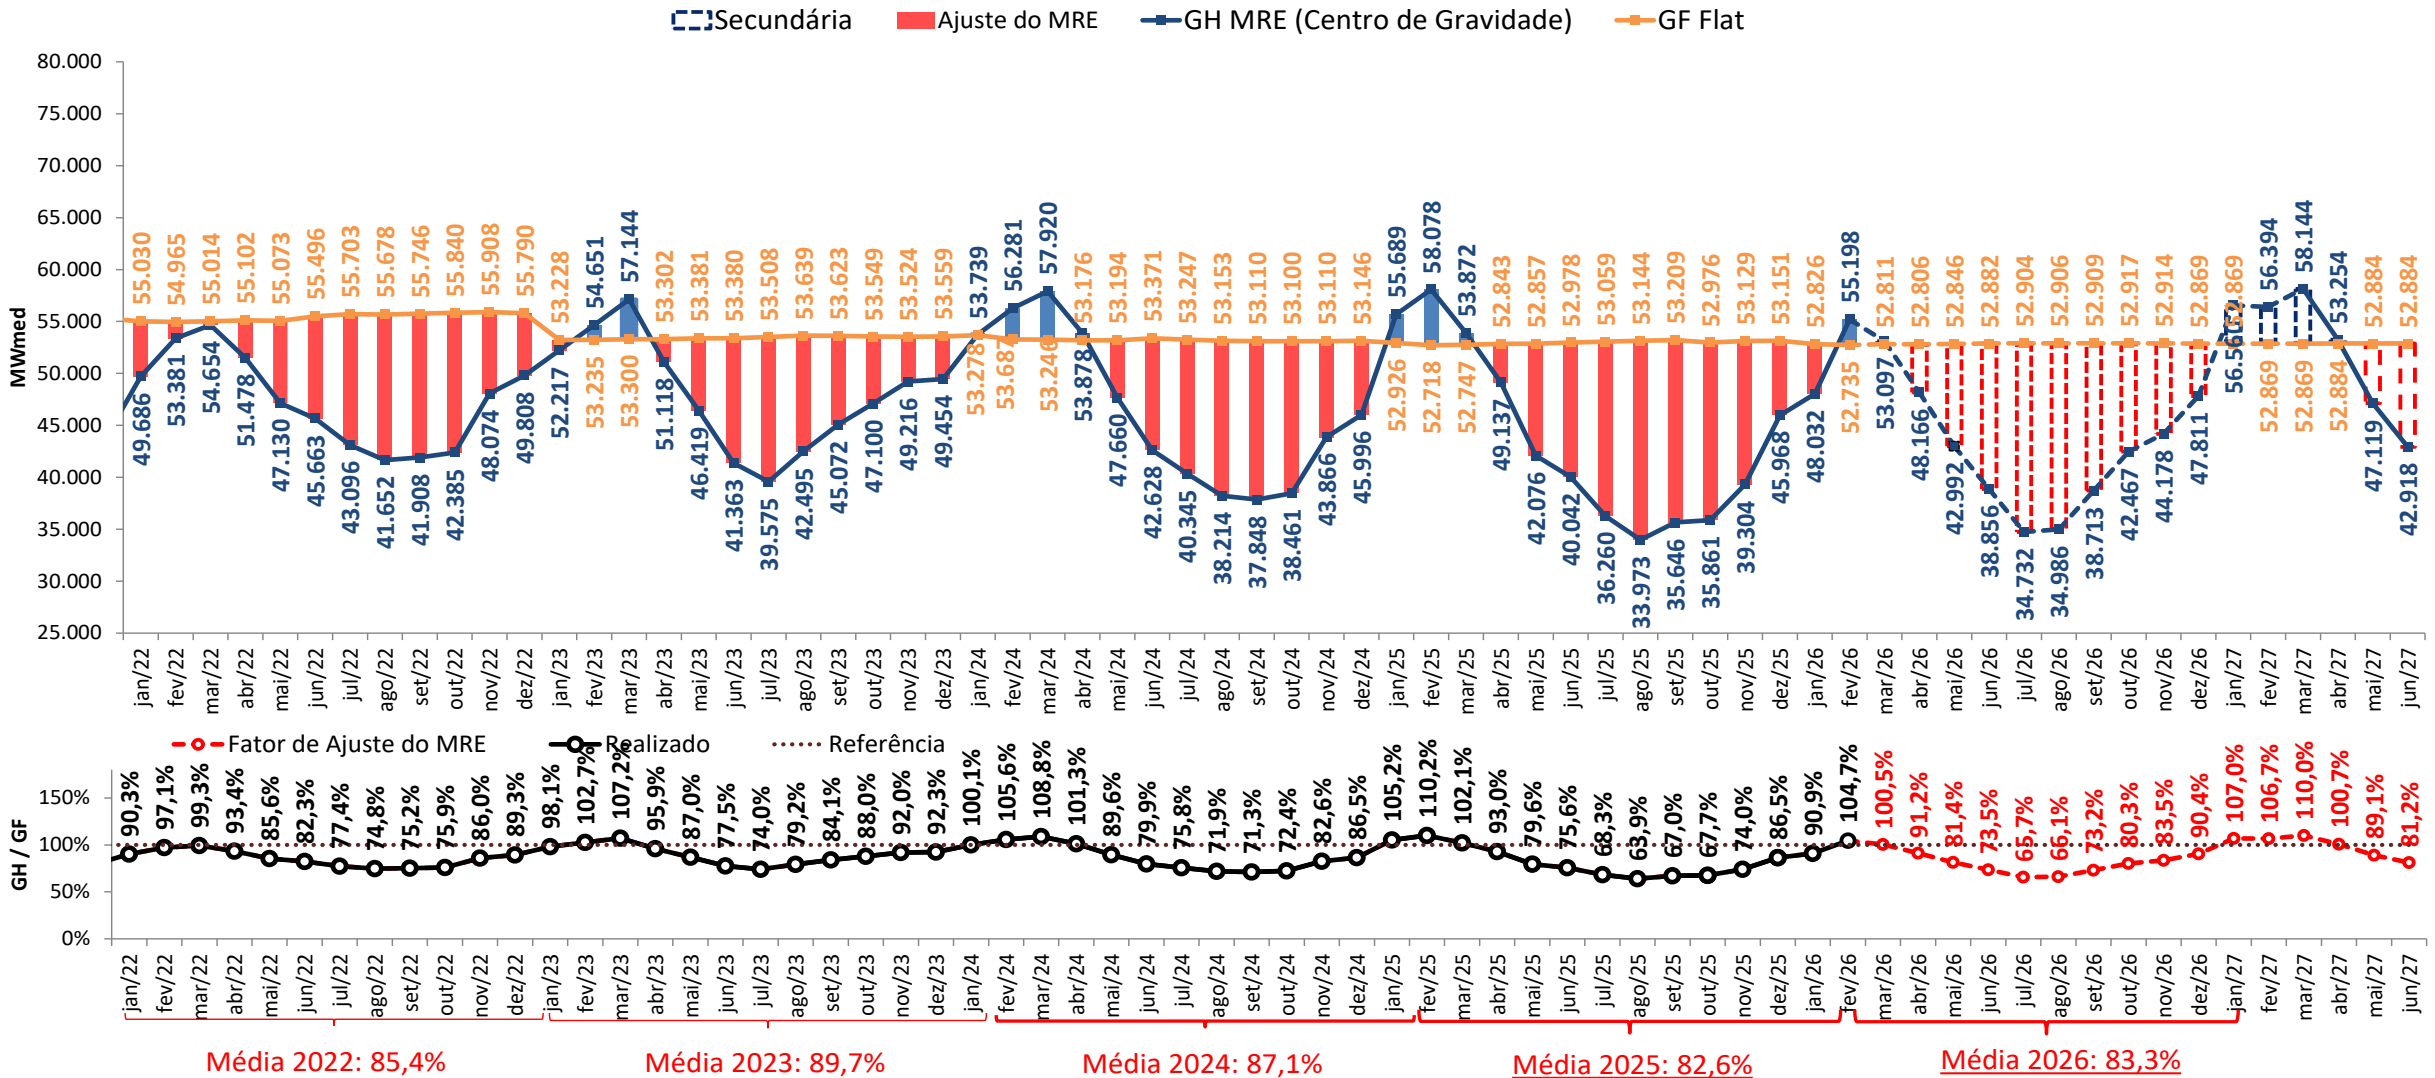 Secundária Ajuste do MRE GH MRE (Centro de Gravidade) GF Flat
MWmed
80.000
75.000
70.000
65.000
60.000
55.000
50.000
45.000
40.000
35.000
30.000
25.000
55.030 54.965 55.014 55.102 55.073 55.496 55.703 55.678 55.746 55.840 55.908 55.790 53.228 54.651 57.144 53.302 53.381 53.380 53.508 53.639 53.623 53.549 53.524 53.559 53.739 56.281 57.920 53.176 53.194 53.371 53.247 53.153 53.110 53.100 53.110 53.146 55.689 58.078 53.872 52.843 52.857 52.978 53.059 53.144 53.209 52.976 53.129 53.151 52.826 55.198 52.811 52.806 52.846 52.882 52.904 52.906 52.909 52.917 52.914 52.869 52.869 56.394 58.144 53.254 52.884 52.884
49.686 53.381 54.654 51.478 47.130 45.663 43.096 41.652 41.908 42.385 48.074 49.808 52.217 53.235 53.300 51.118 46.419 41.363 39.575 42.495 45.072 47.100 49.216 49.454 53.278 53.687 53.246 53.878 47.660 42.628 40.345 38.214 37.848 38.461 43.866 45.996 52.926 52.718 52.747 49.137 42.076 40.042 36.260 33.973 35.646 35.861 39.304 45.968 48.032 52.735 53.097 48.166 42.992 38.856 34.732 34.986 38.713 42.467 44.178 47.811 56.560 52.869 52.869 52.884 47.119 42.918
jan/22 fev/22 mar/22 abr/22 mai/22 jun/22 jul/22 ago/22 set/22 out/22 nov/22 dez/22 jan/23 fev/23 mar/23 abr/23 mai/23 jun/23 jul/23 ago/23 set/23 out/23 nov/23 dez/23 jan/24 fev/24 mar/24 abr/24 mai/24 jun/24 jul/24 ago/24 set/24 out/24 nov/24 dez/24 jan/25 fev/25 mar/25 abr/25 mai/25 jun/25 jul/25 ago/25 set/25 out/25 nov/25 dez/25 jan/26 fev/26 mar/26 abr/26 mai/26 jun/26 jul/26 ago/26 set/26 out/26 nov/26 dez/26 jan/27 fev/27 mar/27 abr/27 mai/27 jun/27
Fator de Ajuste do MRE Realizado Referência
GH / GF
150%
100%
50%
0%
90,3% 97,1% 99,3% 93,4% 85,6% 82,3% 77,4% 74,8% 75,2% 75,9% 86,0% 89,3% 98,1% 102,7% 107,2% 95,9% 87,0% 77,5% 74,0% 79,2% 84,1% 88,0% 92,0% 92,3% 100,1% 105,6% 108,8% 101,3% 89,6% 79,9% 75,8% 71,9% 71,3% 72,4% 82,6% 86,5% 105,2% 110,2% 102,1% 93,0% 79,6% 75,6% 68,3% 63,9% 67,0% 67,7% 74,0% 86,5% 90,9% 104,7% 100,5% 91,2% 81,4% 73,5% 65,7% 66,1% 73,2% 80,3% 83,5% 90,4% 107,0% 106,7% 110,0% 100,7% 89,1% 81,2%
jan/22 fev/22 mar/22 abr/22 mai/22 jun/22 jul/22 ago/22 set/22 out/22 nov/22 dez/22 jan/23 fev/23 mar/23 abr/23 mai/23 jun/23 jul/23 ago/23 set/23 out/23 nov/23 dez/23 jan/24 fev/24 mar/24 abr/24 mai/24 jun/24 jul/24 ago/24 set/24 out/24 nov/24 dez/24 jan/25 fev/25 mar/25 abr/25 mai/25 jun/25 jul/25 ago/25 set/25 out/25 nov/25 dez/25 jan/26 fev/26 mar/26 abr/26 mai/26 jun/26 jul/26 ago/26 set/26 out/26 nov/26 dez/26 jan/27 fev/27 mar/27 abr/27 mai/27 jun/27
Média 2022: 85,4% Média 2023: 89,7% Média 2024: 87,1% Média 2025: 82,6% Média 2026: 83,3%